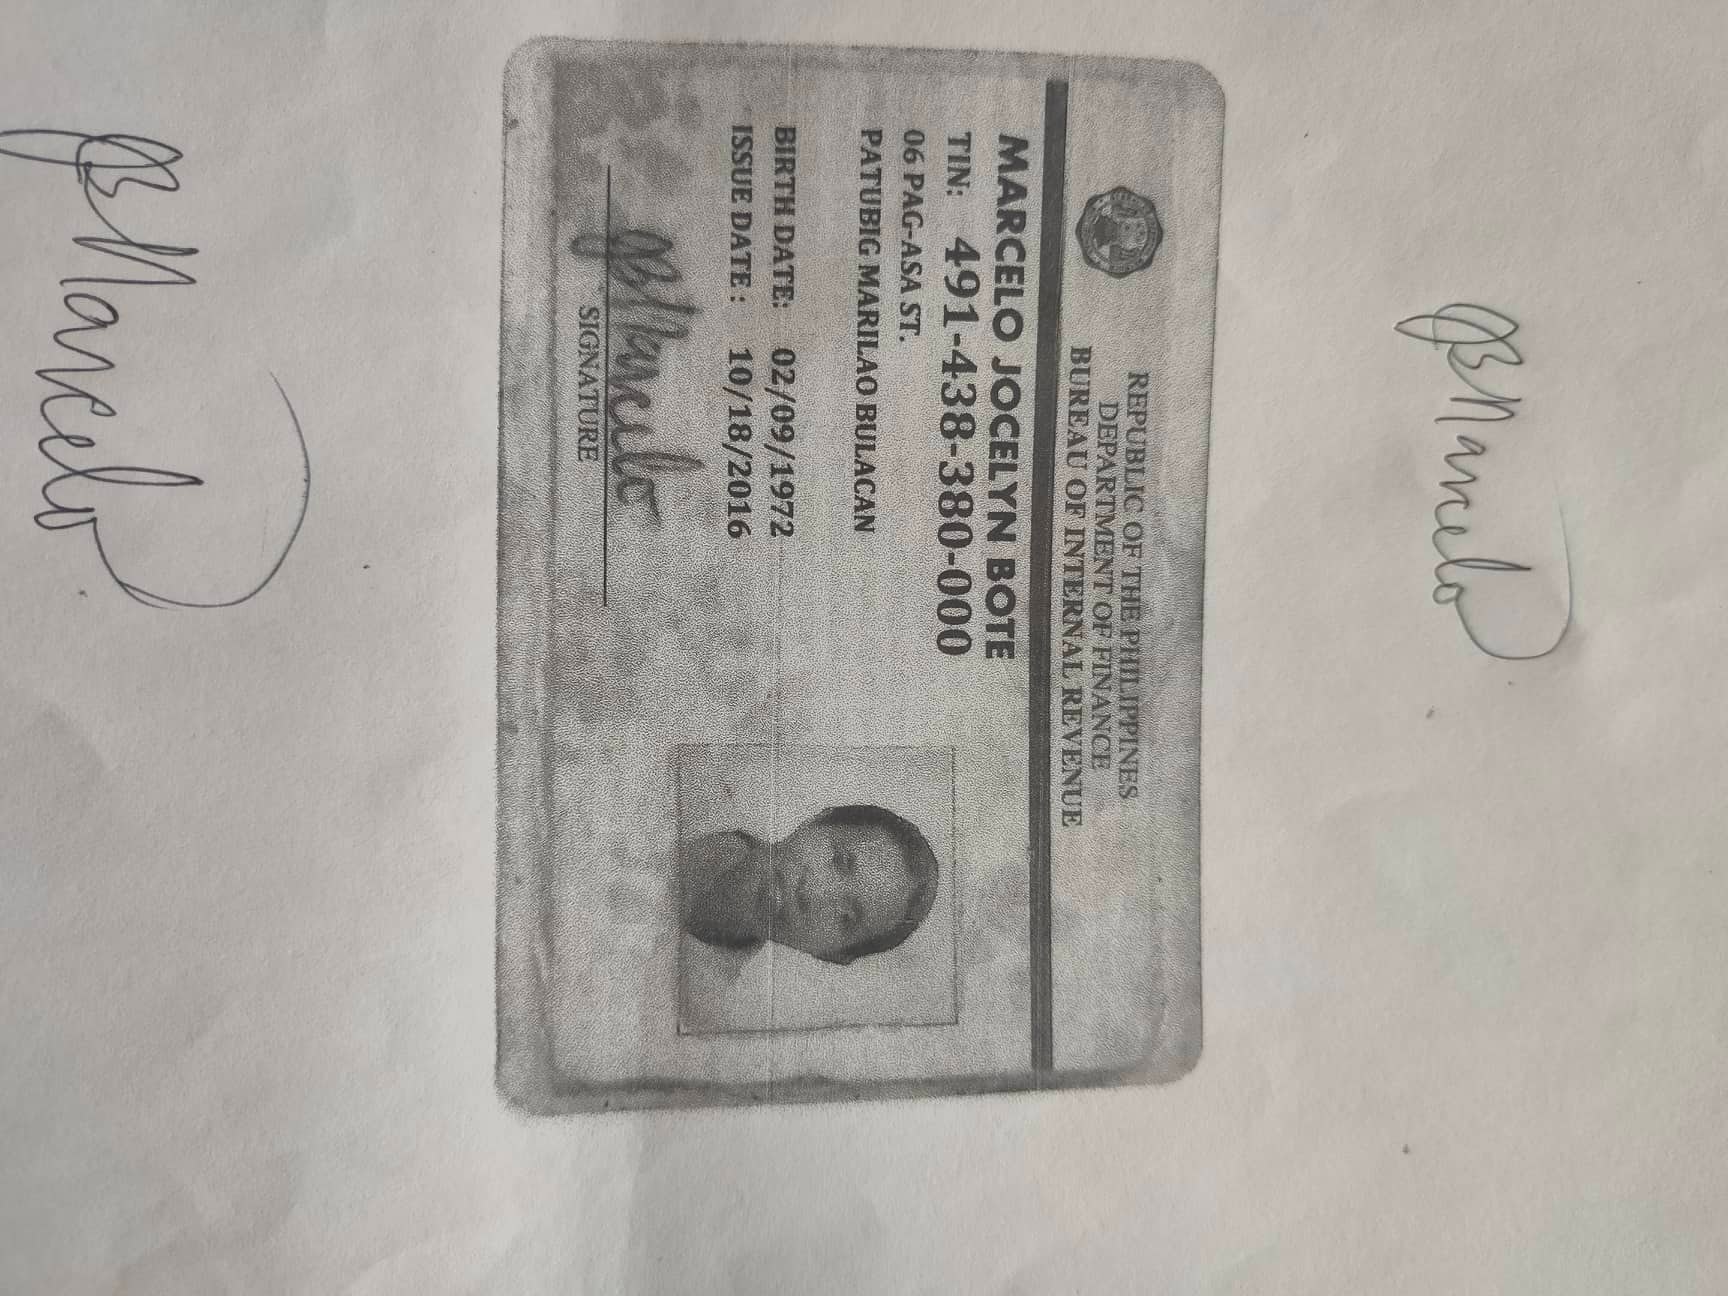 JBMarcelo
REPUBLIC OF THE PHILIPPINES
DEPARTMENT OF FINANCE
BUREAU OF INTERNAL REVENUE
MARCELO JOCELYN BOTE
TIN: 491-438-380-000
06 PAG-ASA ST.
PATUBIG MARILAO BULACAN
BIRTH DATE: 02/09/1972
ISSUE DATE: 10/18/2016
JBMarcelo
SIGNATURE
JBMarcelo